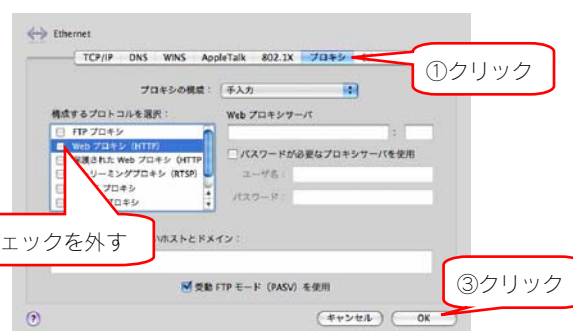 Ethernet
TCP/IP DNS WINS AppleTalk 802.1X プロキシ
①クリック
プロキシの構成： 手入力
構成するプロトコルを選択：
Web プロキシサーバ
FTP プロキシ
:
Web プロキシ (HTTP)
護された Web プロキシ (HTTP
パスワードが必要なプロキシサーバを使用
リーミングプロキシ (RTSP)
ユーザ名：
プロキシ
パスワード：
プロキシ
ェックを外す
ホストとドメイン：
受動 FTP モード (PASV) を使用
③クリック
?
キャンセル
OK